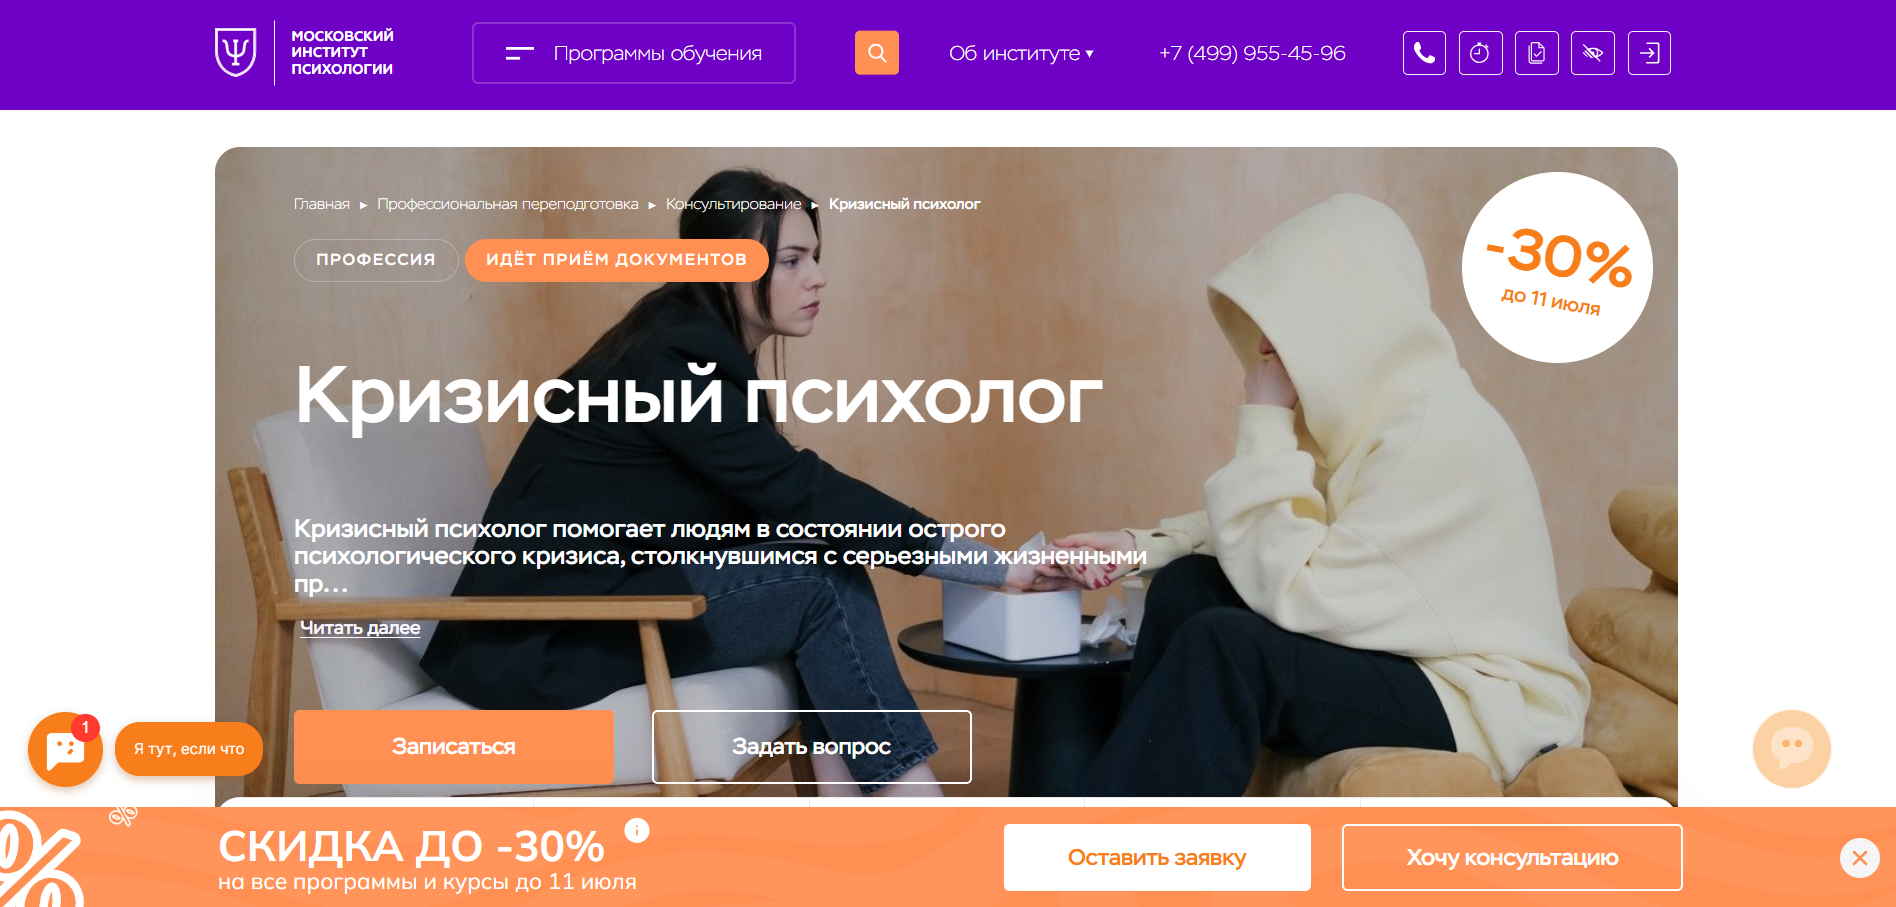 МОСКОВСКИЙ
ИНСТИТУТ
ПСИХОЛОГИИ
Программы обучения
Об институте ▾
+7 (499) 955-45-96
Главная ▸ Профессиональная переподготовка ▸ Консультирование ▸ Кризисный психолог
ПРОФЕССИЯ
ИДЁТ ПРИЁМ ДОКУМЕНТОВ
-30%
до 11 июля
Кризисный психолог
Кризисный психолог помогает людям в состоянии острого
психологического кризиса, столкнувшимся с серьезными жизненными
пр...
Читать далее
Записаться
Задать вопрос
1
Я тут, если что
СКИДКА ДО -30%
на все программы и курсы до 11 июля
Оставить заявку
Хочу консультацию